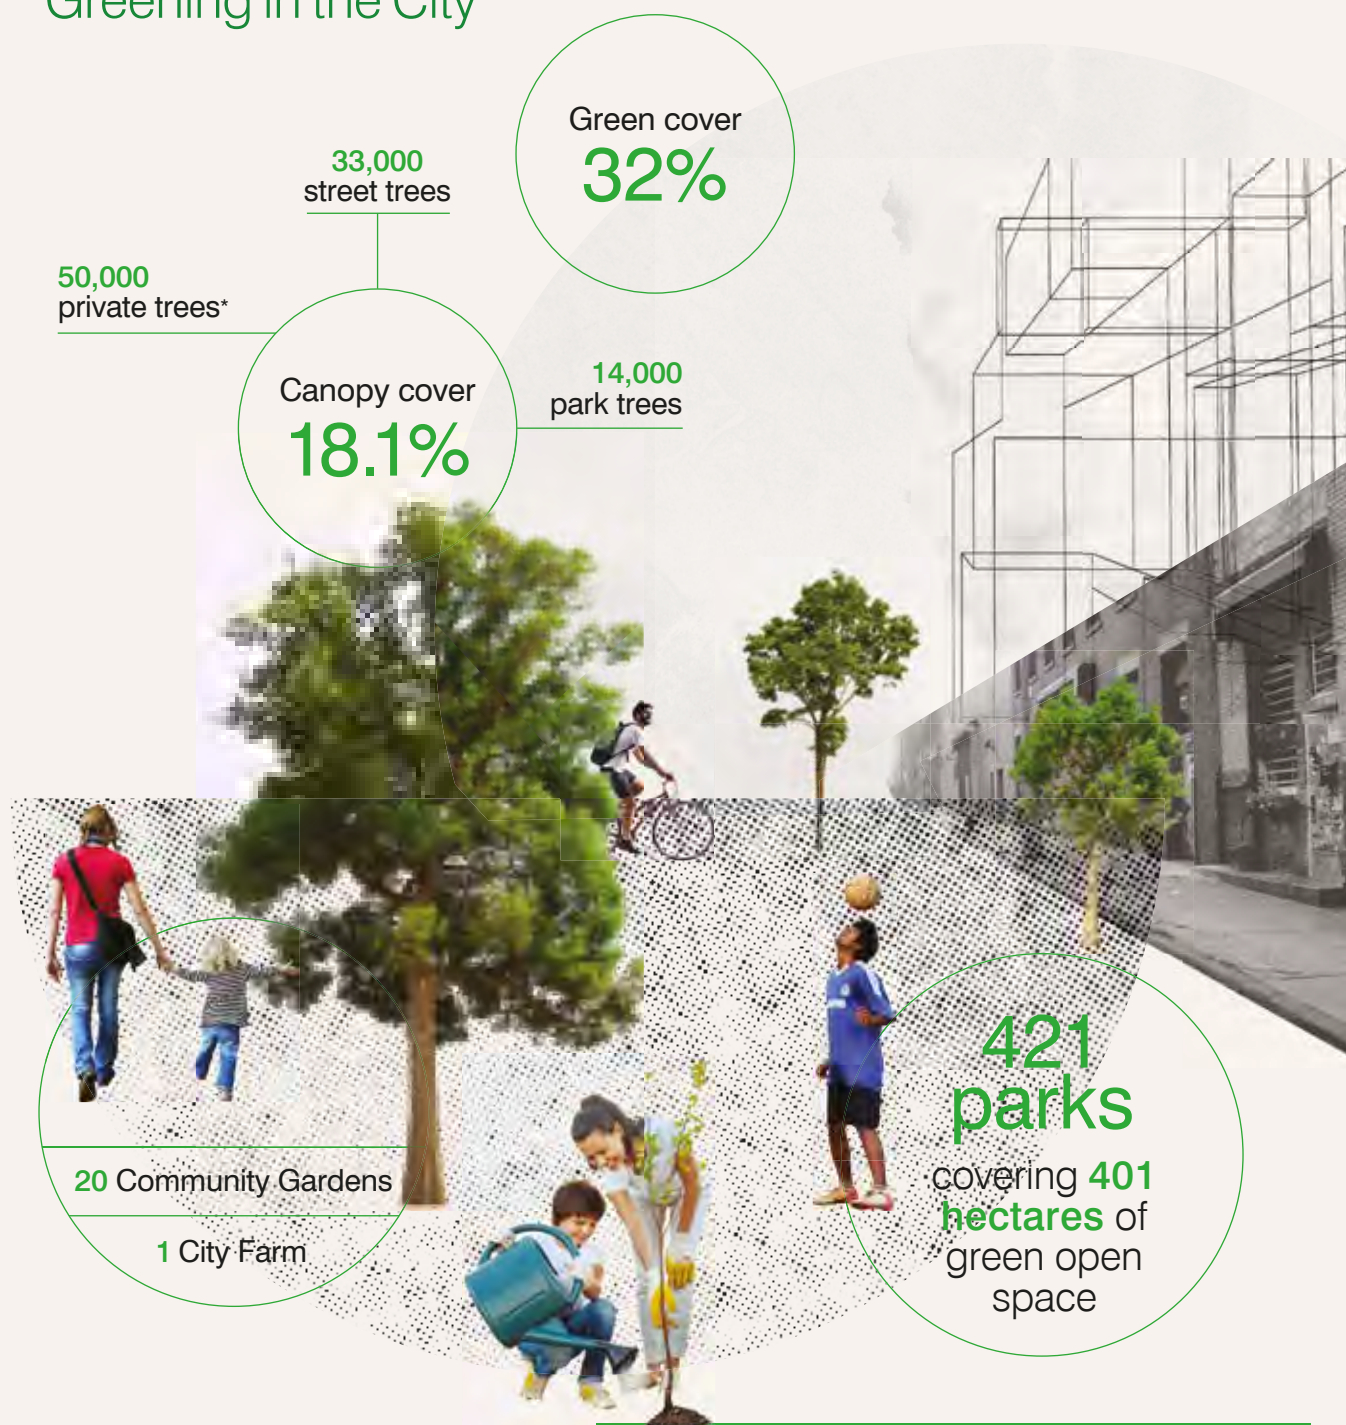 Greening in the City
Green cover
32%
33,000
street trees
50,000
private trees*
14,000
park trees
Canopy cover
18.1%
421
parks
covering 401
hectares of
green open
space
20 Community Gardens
1 City Farm